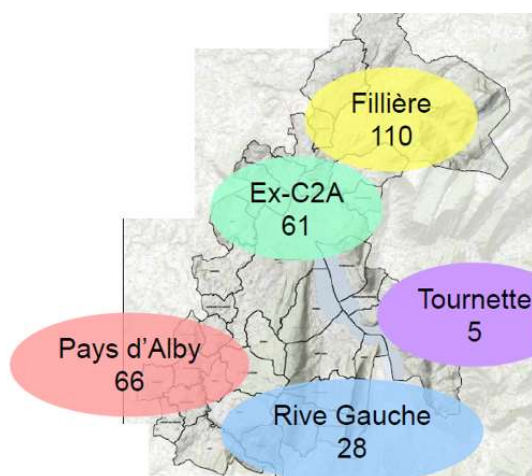 Fillière
110
Ex-C2A
61
Tournette
5
Pays d’Alby
66
Rive Gauche
28